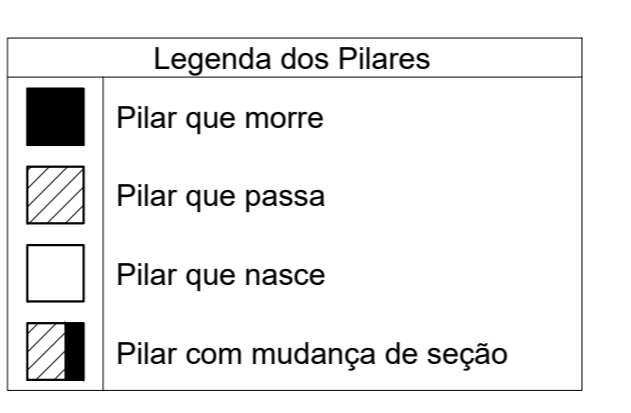 Legenda dos Pilares
Pilar que morre
Pilar que passa
Pilar que nasce
Pilar com mudança de seção